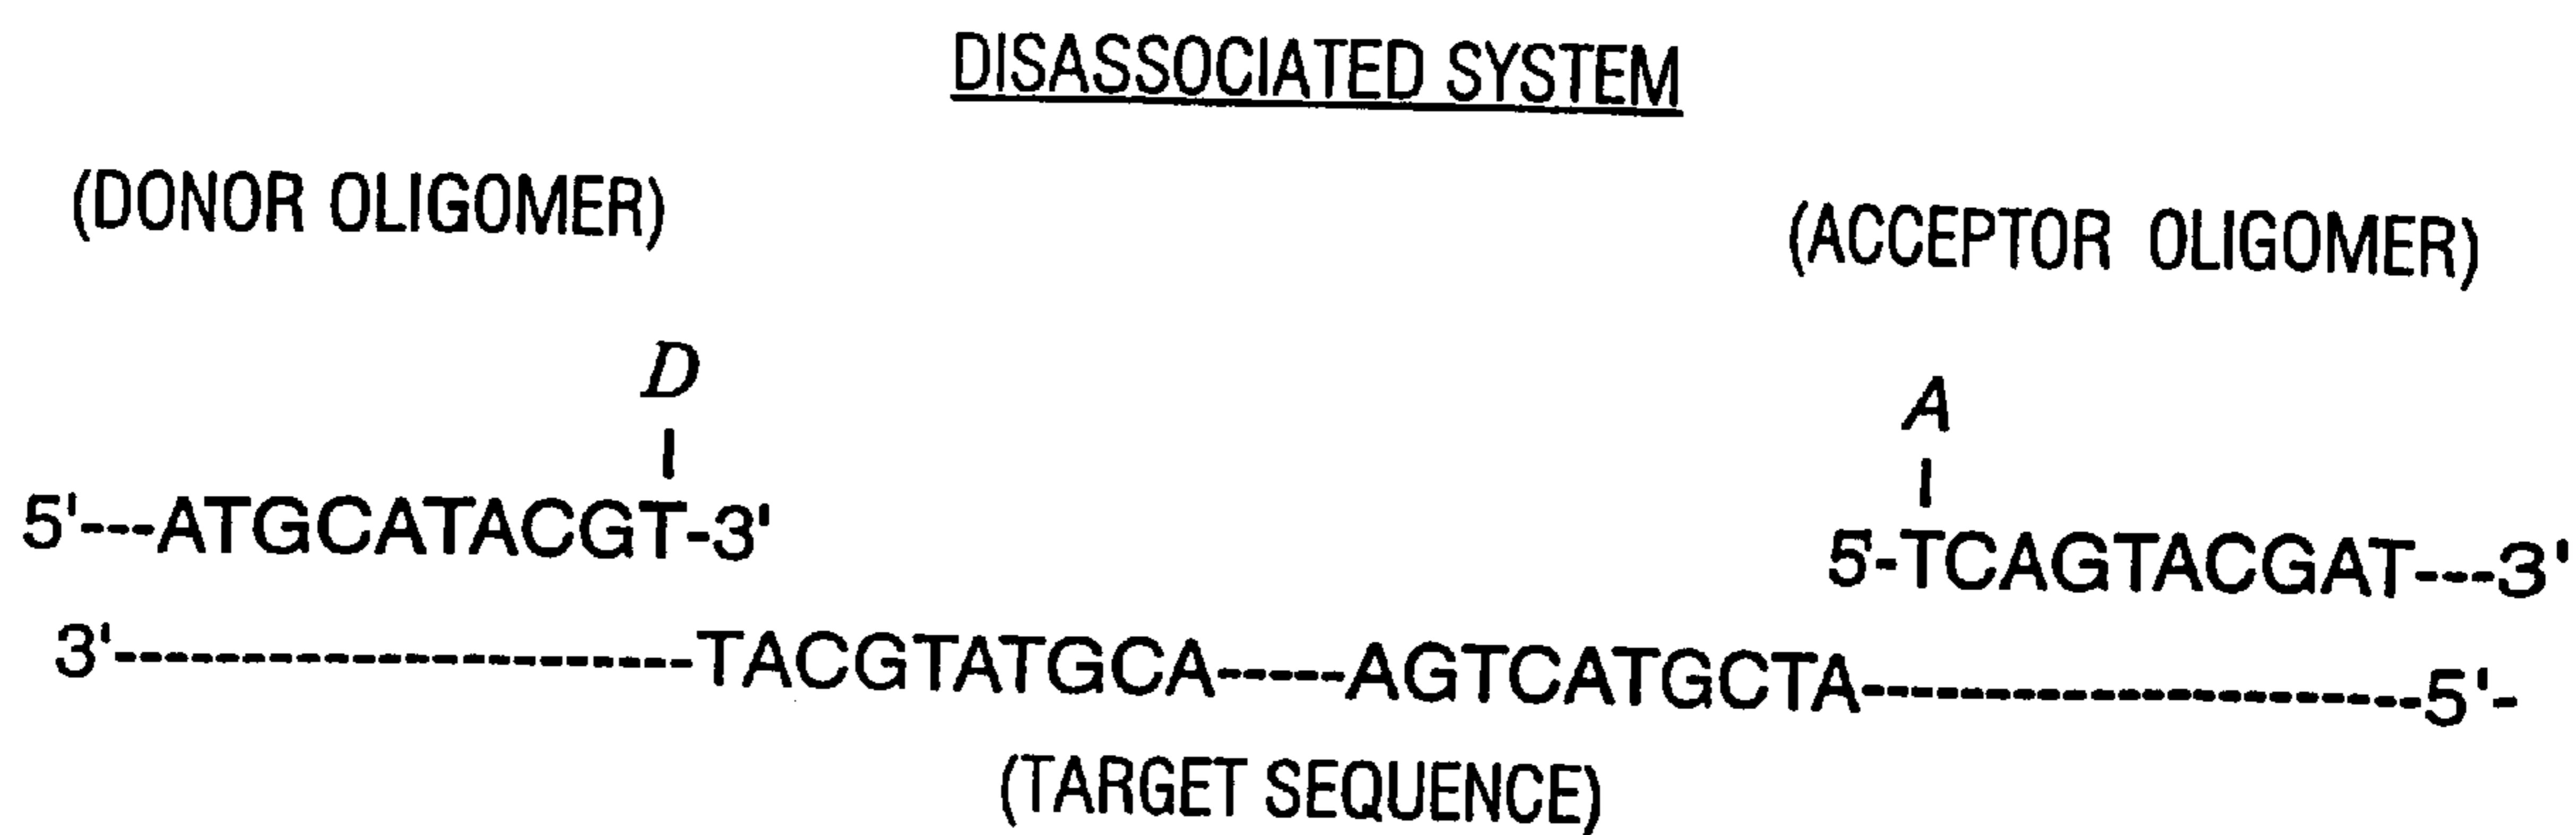 DISASSOCIATED SYSTEM
(DONOR OLIGOMER)
(ACCEPTOR OLIGOMER)
D
A
5'---ATGCATACGT-3'
5'-TCAGTACGAT---3'
3'-----------------------TACGTATGCA-----AGTCATGCTA----------------------5'-
(TARGET SEQUENCE)